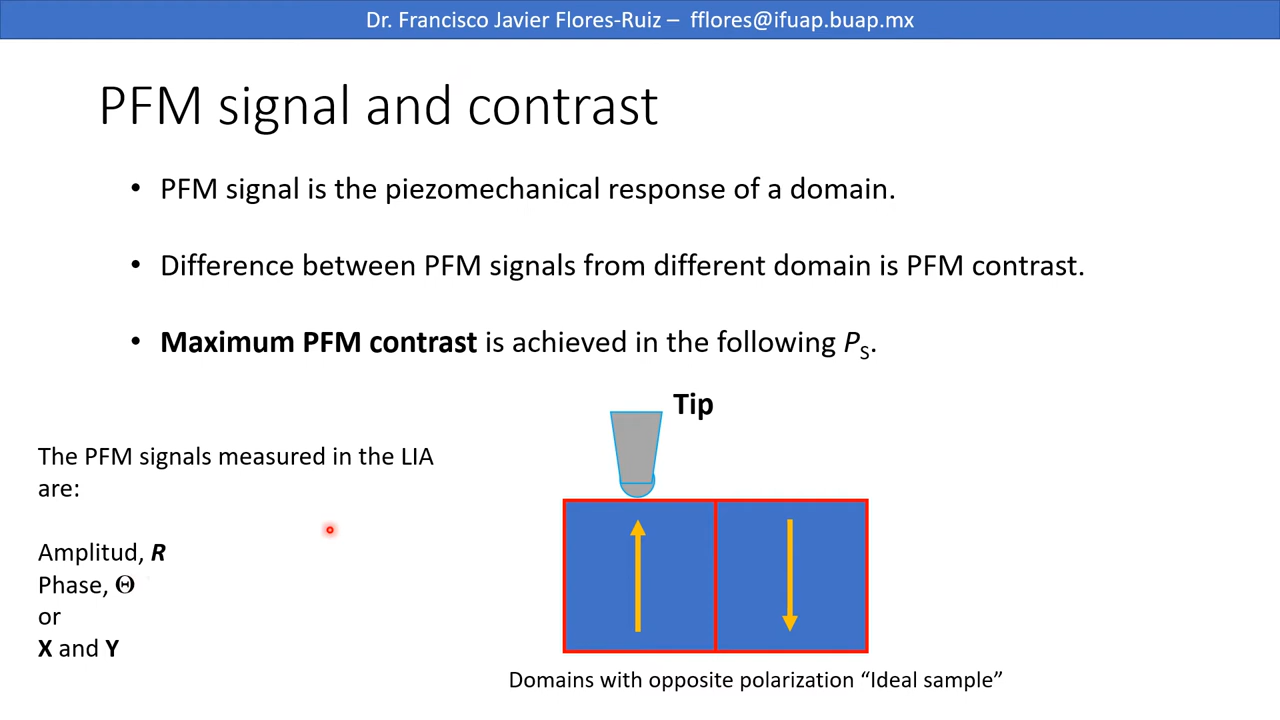 Dr. Francisco Javier Flores-Ruiz – fflores@ifuap.buap.mx
PFM signal and contrast
• PFM signal is the piezomechanical response of a domain.
• Difference between PFM signals from different domain is PFM contrast.
• Maximum PFM contrast is achieved in the following PS.
Tip
The PFM signals measured in the LIA
are:
Amplitud, R
Phase, Θ
or
X and Y
Domains with opposite polarization “Ideal sample”